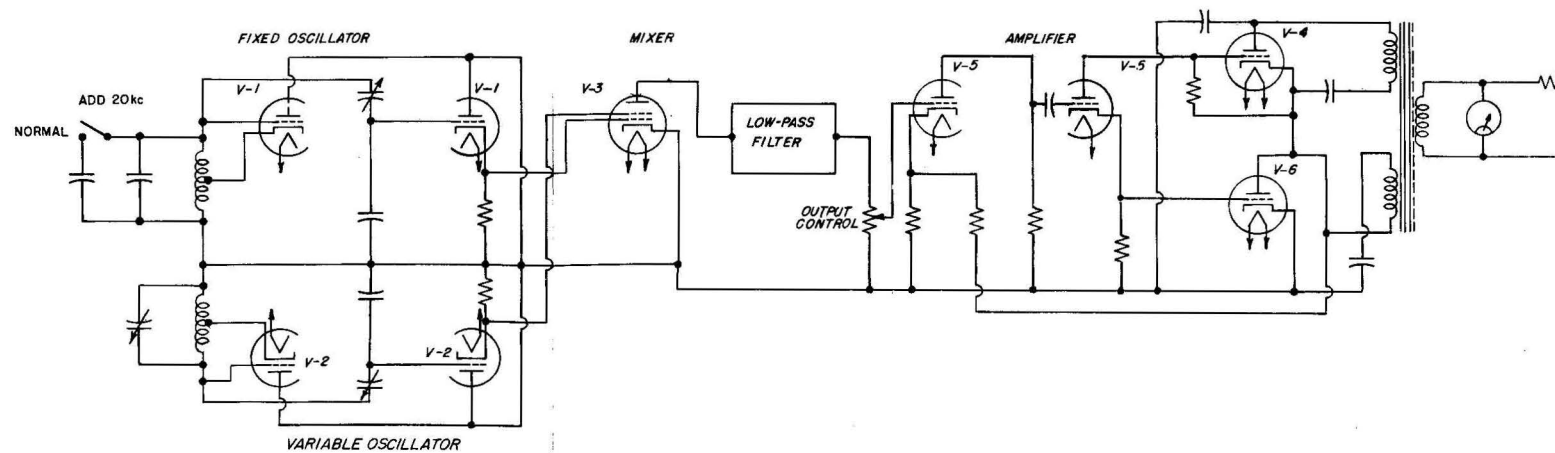 FIXED OSCILLATOR
MIXER
AMPLIFIER
V-4
V-1
V-1
V-3
V-5
V-5
ADD 20kc
NORMAL
LOW-PASS
FILTER
V-6
OUTPUT
CONTROL
V-2
V-2
VARIABLE OSCILLATOR